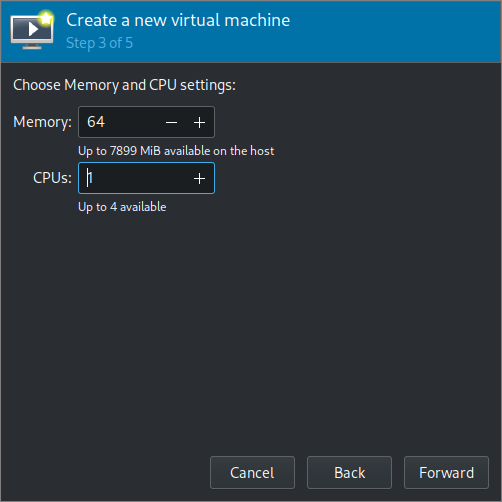 Create a new virtual machine
Step 3 of 5
Choose Memory and CPU settings:
Memory: 64 − +
Up to 7899 MiB available on the host
CPUs: 1 +
Up to 4 available
Cancel Back Forward